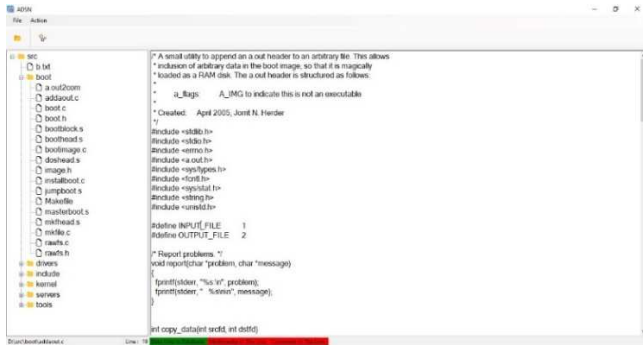 ADSN
File Action
src
b.txt
boot
a.out2com
addaout.c
boot.c
boot.h
bootblock.s
boothead.s
bootimage.c
doshead.s
image.h
installboot.c
jumpboot.s
Makefile
masterboot.s
mkfhead.s
mkfile.c
rawfs.c
rawfs.h
drivers
include
kernel
servers
tools
/* A small utility to append an a.out header to an arbitrary file. This allows
* inclusion of arbitrary data in the boot image, so that it is magically
* loaded as a RAM disk. The a.out header is structured as follows:
*
* a_flags: A_IMG to indicate this is not an executable
*
* Created: April 2005, Jorrit N. Herder
*/
#include <stdlib.h>
#include <stdio.h>
#include <errno.h>
#include <a.out.h>
#include <sys/types.h>
#include <fcntl.h>
#include <sys/stat.h>
#include <string.h>
#include <unistd.h>
#define INPUT_FILE 1
#define OUTPUT_FILE 2
/* Report problems. */
void report(char *problem, char *message)
{
fprintf(stderr, "%s:\n", problem);
fprintf(stderr, " %s\n\n", message);
}
int copy_data(int srcfd, int dstfd)
D:\src\boot\addaout.c
Line: 18